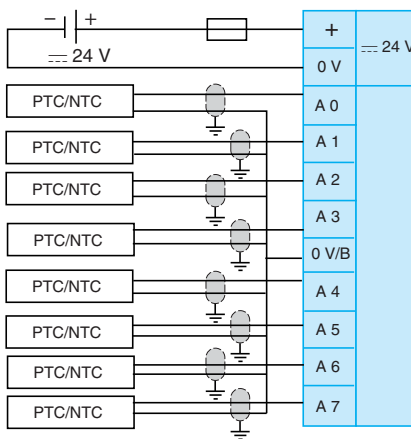 − +
⎓ 24 V
+
⎓ 24 V
0 V
PTC/NTC
A 0
PTC/NTC
A 1
PTC/NTC
A 2
A 3
PTC/NTC
0 V/B
PTC/NTC
A 4
PTC/NTC
A 5
PTC/NTC
A 6
PTC/NTC
A 7